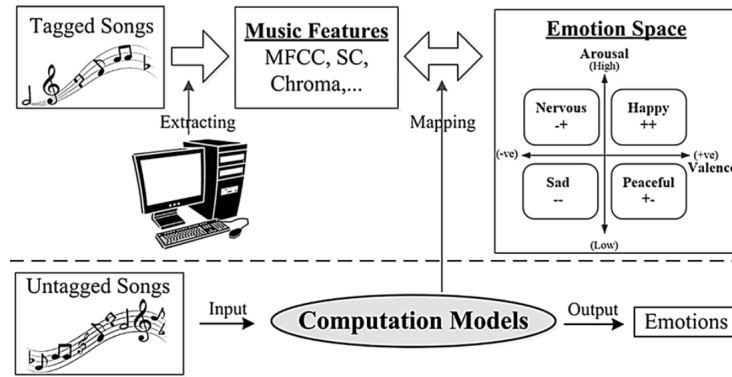 Tagged Songs
Music Features
MFCC, SC,
Chroma,...
Emotion Space
Arousal
(High)
Nervous
-+
Happy
++
(-ve)
(+ve)
Valence
Sad
--
Peaceful
+-
(Low)
Extracting
Mapping
Untagged Songs
Input
Computation Models
Output
Emotions